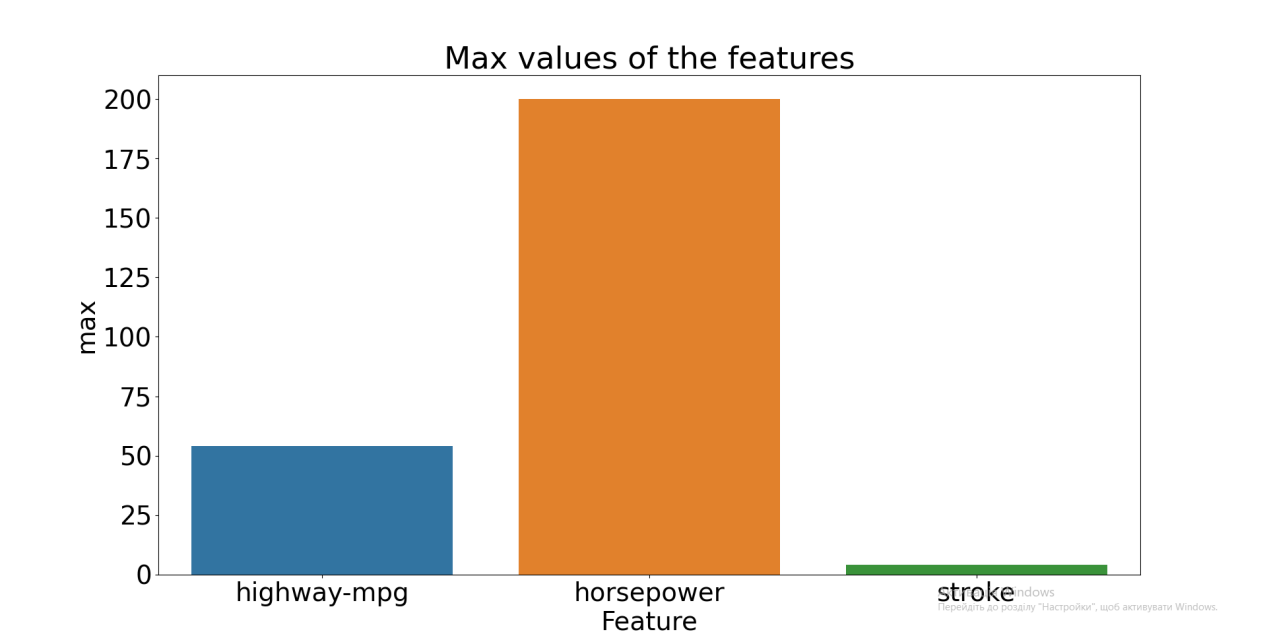 Max values of the features
max
200
175
150
125
100
75
50
25
0
highway-mpg
horsepower
stroke
Feature
Windows
Перейдіть до розділу "Настройки", щоб активувати Windows.